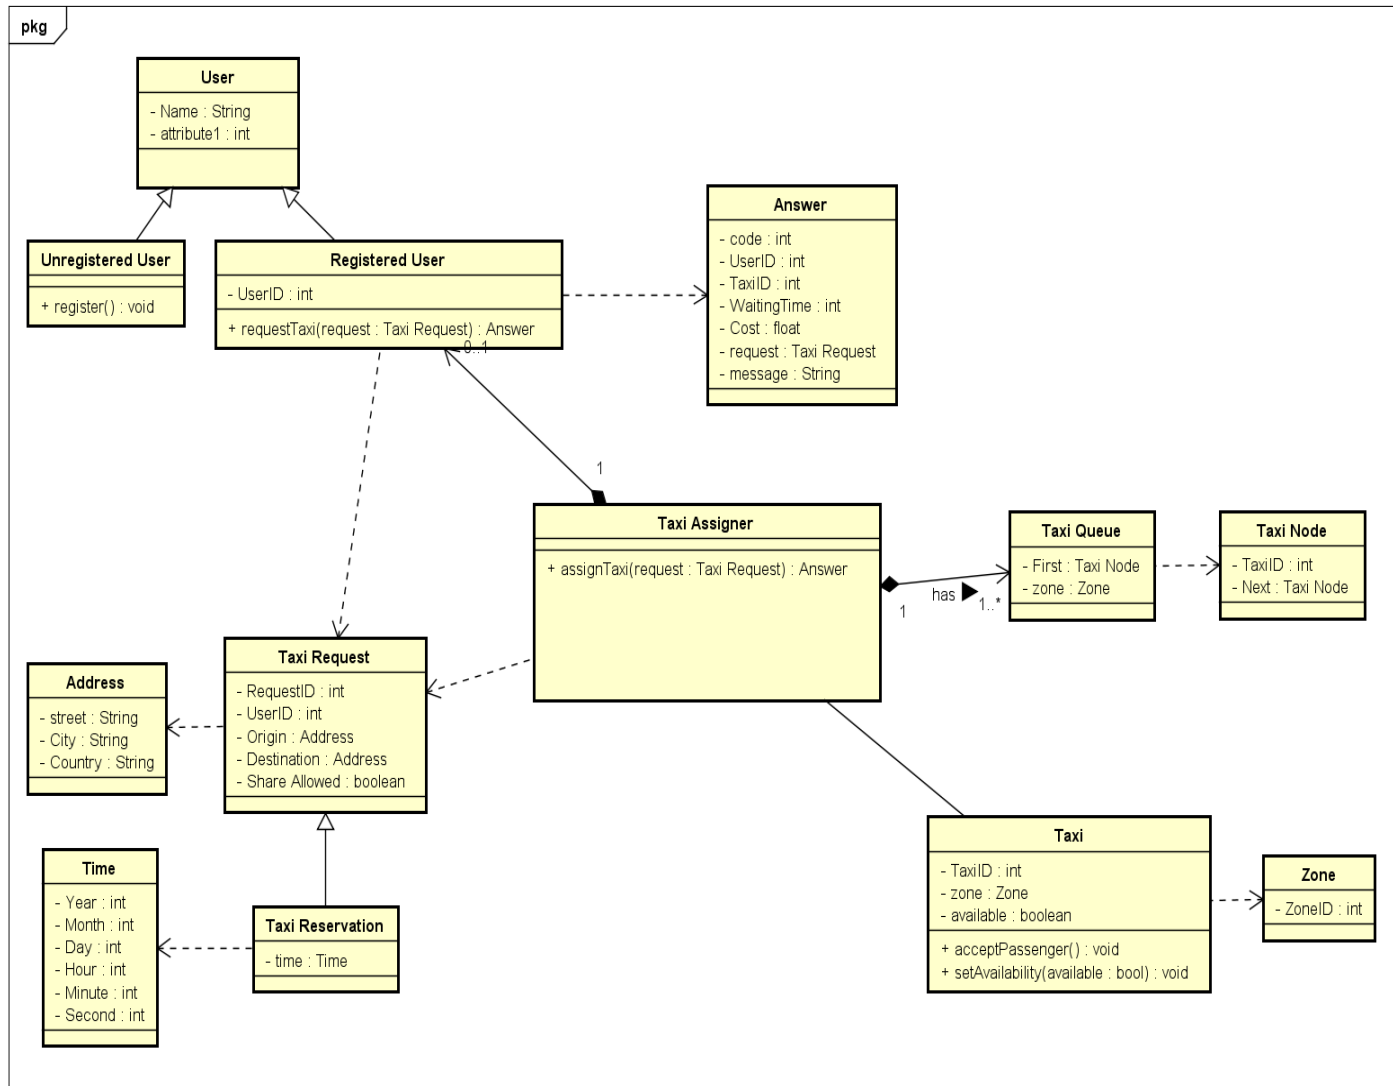 pkg
User
- Name : String
- attribute1 : int
Unregistered User
+ register() : void
Registered User
- UserID : int
+ requestTaxi(request : Taxi Request) : Answer
0..1
Answer
- code : int
- UserID : int
- TaxiID : int
- WaitingTime : int
- Cost : float
- request : Taxi Request
- message : String
1
Taxi Assigner
+ assignTaxi(request : Taxi Request) : Answer
1
has
1..*
Taxi Queue
- First : Taxi Node
- zone : Zone
Taxi Node
- TaxiID : int
- Next : Taxi Node
Taxi Request
- RequestID : int
- UserID : int
- Origin : Address
- Destination : Address
- Share Allowed : boolean
Address
- street : String
- City : String
- Country : String
Time
- Year : int
- Month : int
- Day : int
- Hour : int
- Minute : int
- Second : int
Taxi Reservation
- time : Time
Taxi
- TaxiID : int
- zone : Zone
- available : boolean
+ acceptPassenger() : void
+ setAvailability(available : bool) : void
Zone
- ZoneID : int